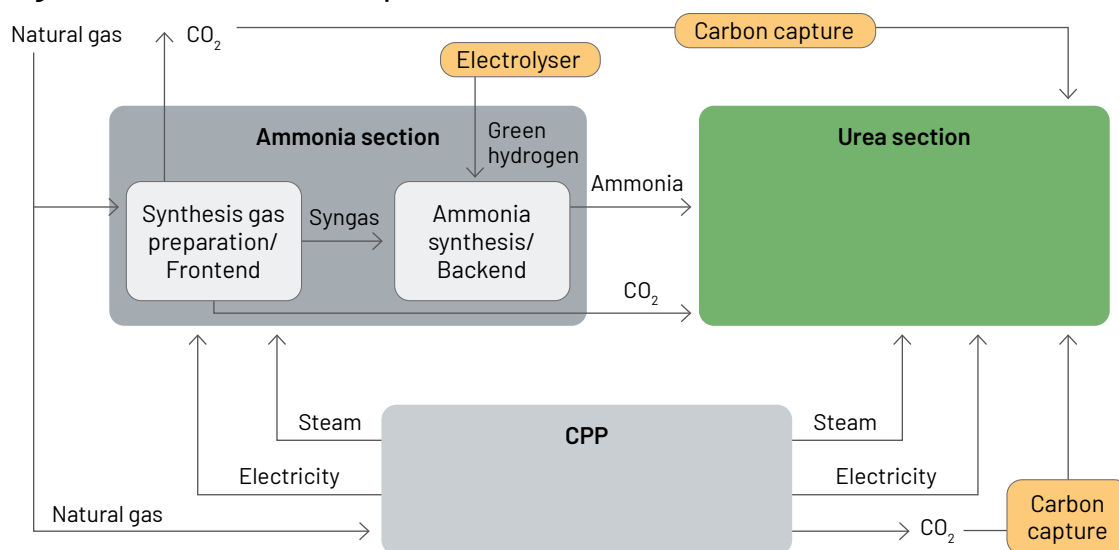 Natural gas
CO₂
Carbon capture
Electrolyser
Ammonia section
Urea section
Green
hydrogen
Ammonia
Synthesis gas
preparation/
Frontend
Syngas
Ammonia
synthesis/
Backend
CO₂
Steam
CPP
Steam
Electricity
Electricity
Natural gas
CO₂
Carbon
capture